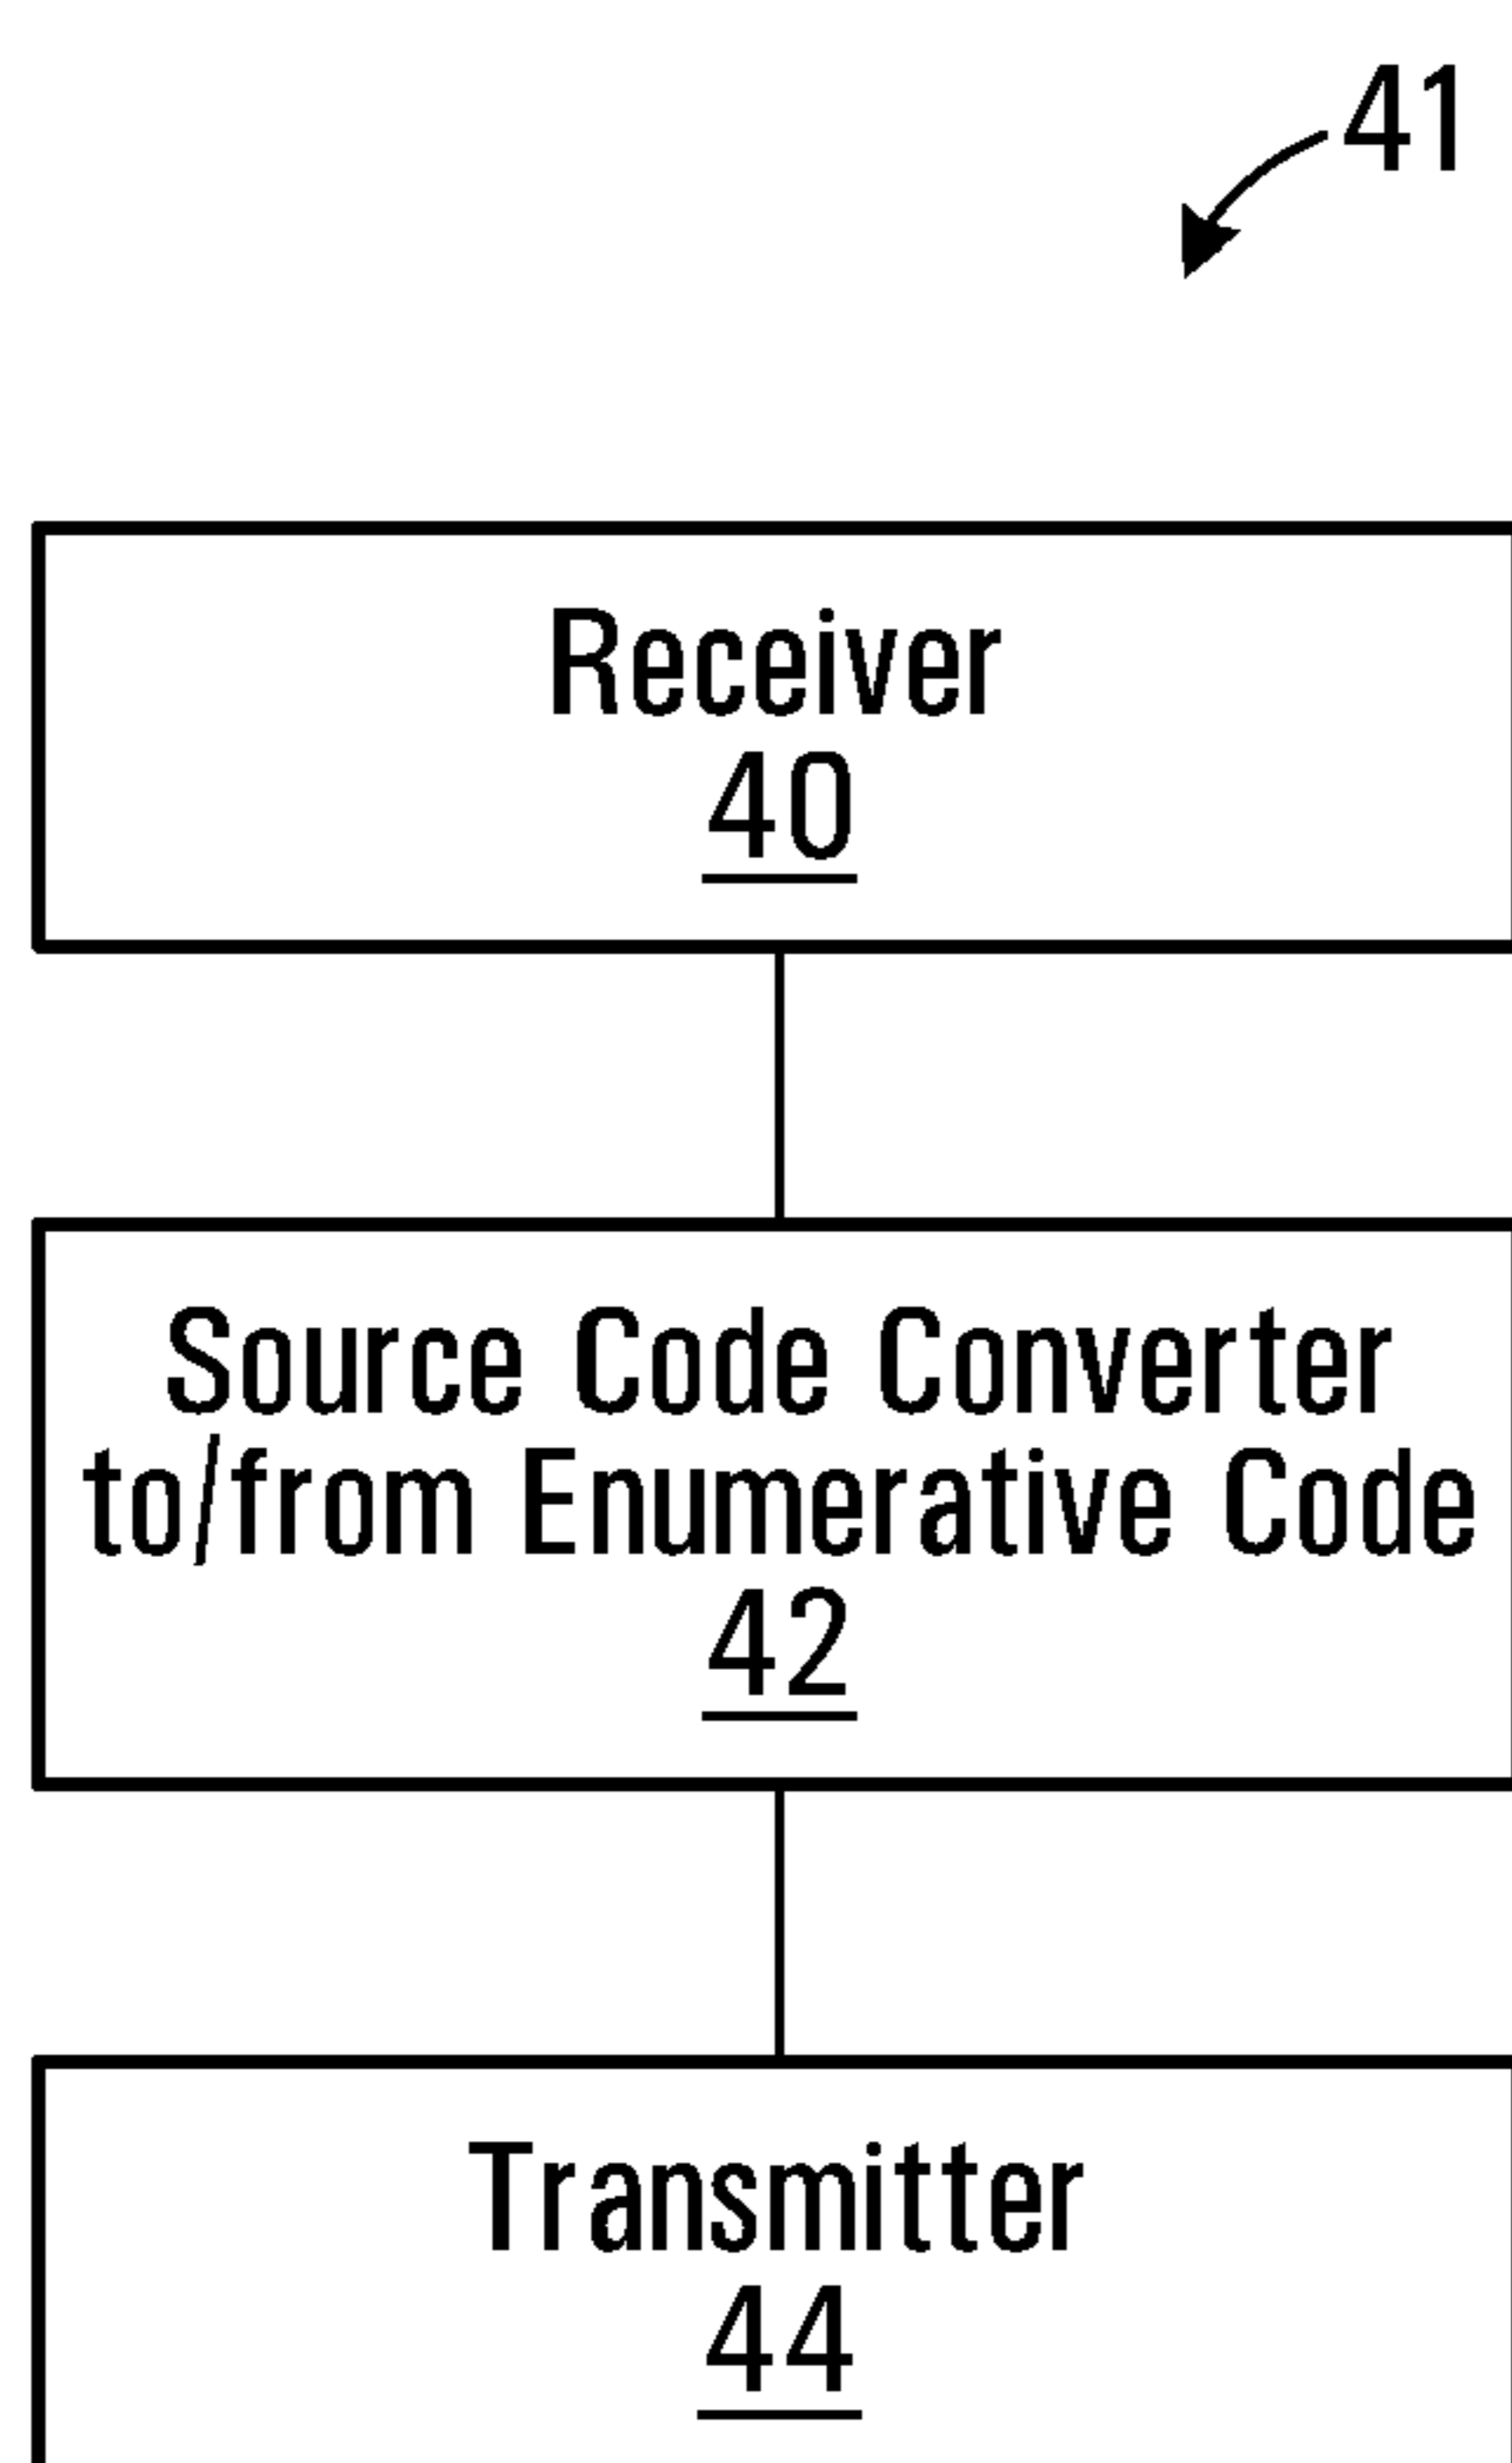 41
Receiver
40
Source Code Converter
to/from Enumerative Code
42
Transmitter
44